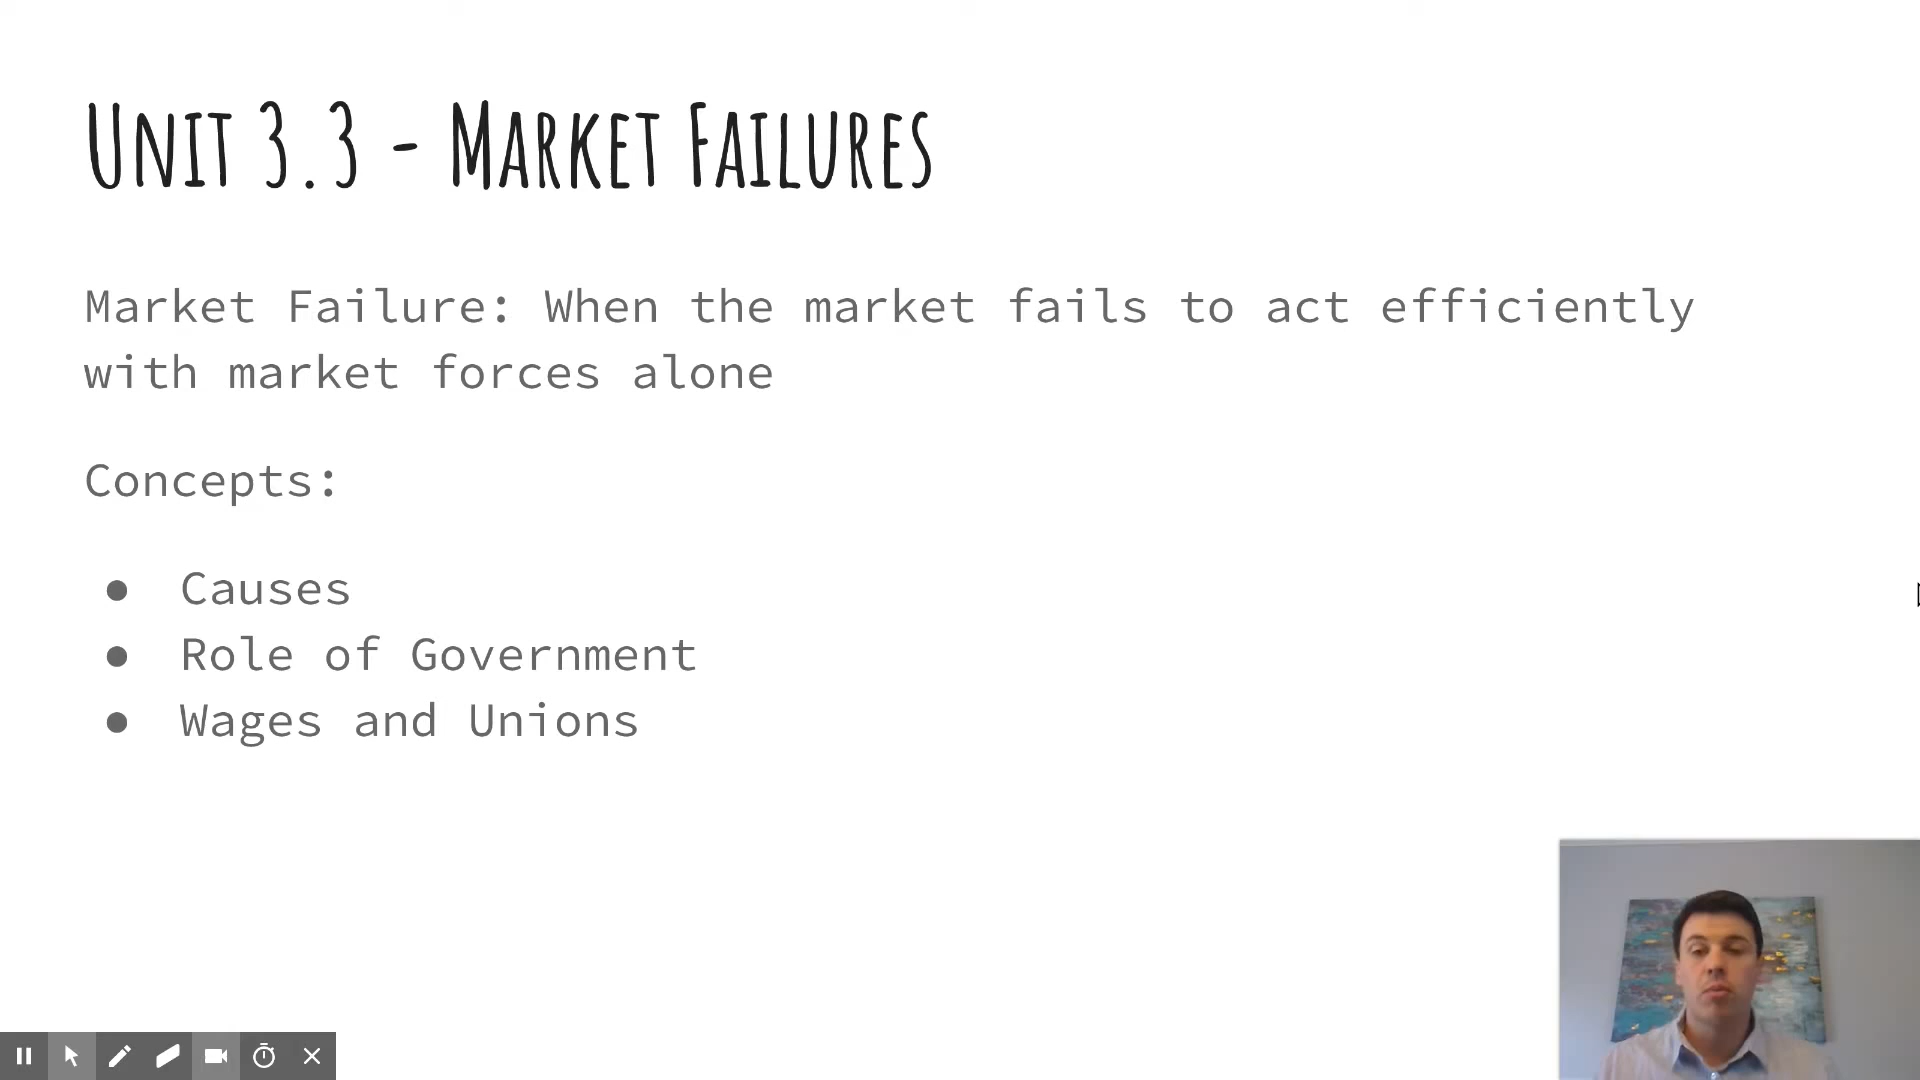 Unit 3.3 - Market Failures
Market Failure: When the market fails to act efficiently
with market forces alone
Concepts:
● Causes
● Role of Government
● Wages and Unions